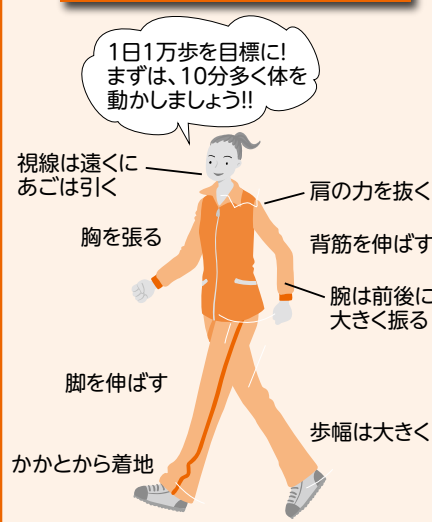 1日1万歩を目標に!
まずは、10分多く体を
動かしましょう!!
視線は遠くに
あごは引く
肩の力を抜く
胸を張る
背筋を伸ばす
腕は前後に
大きく振る
脚を伸ばす
歩幅は大きく
かかとから着地